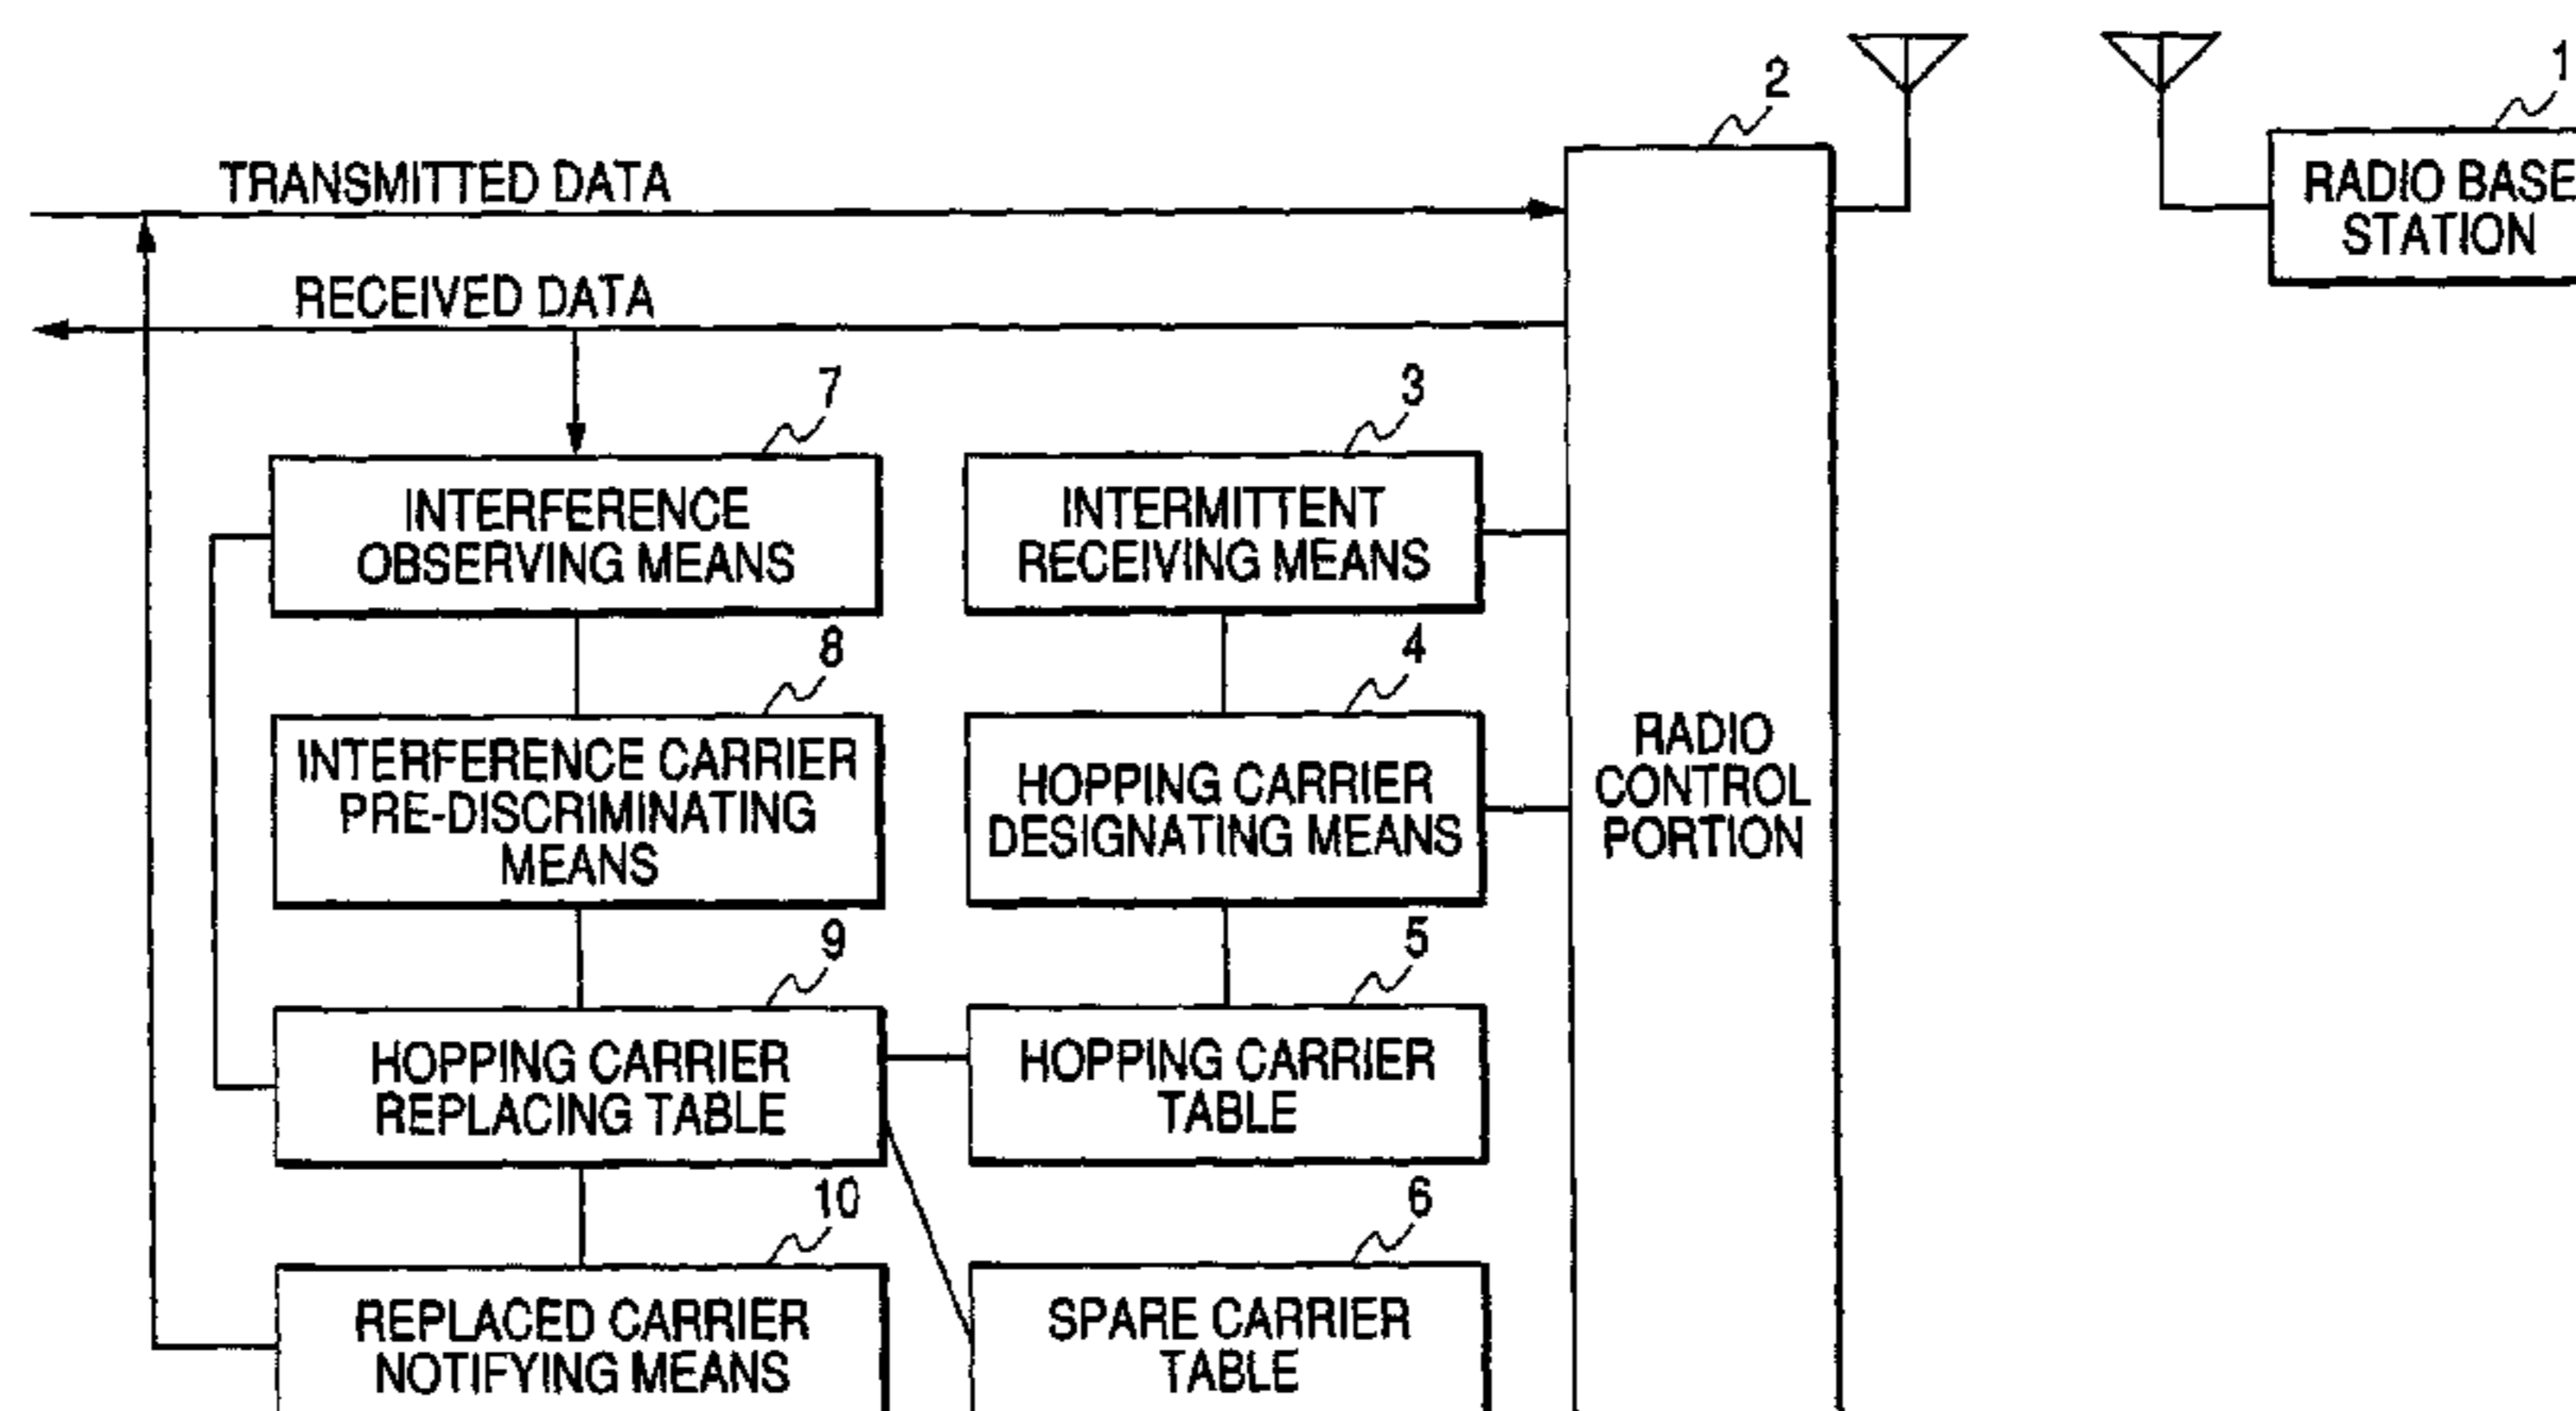 1
2
RADIO BASE
STATION
TRANSMITTED DATA
RECEIVED DATA
7
3
INTERFERENCE
OBSERVING MEANS
INTERMITTENT
RECEIVING MEANS
8
4
INTERFERENCE CARRIER
PRE-DISCRIMINATING
MEANS
HOPPING CARRIER
DESIGNATING MEANS
RADIO
CONTROL
PORTION
9
5
HOPPING CARRIER
REPLACING TABLE
HOPPING CARRIER
TABLE
10
6
REPLACED CARRIER
NOTIFYING MEANS
SPARE CARRIER
TABLE